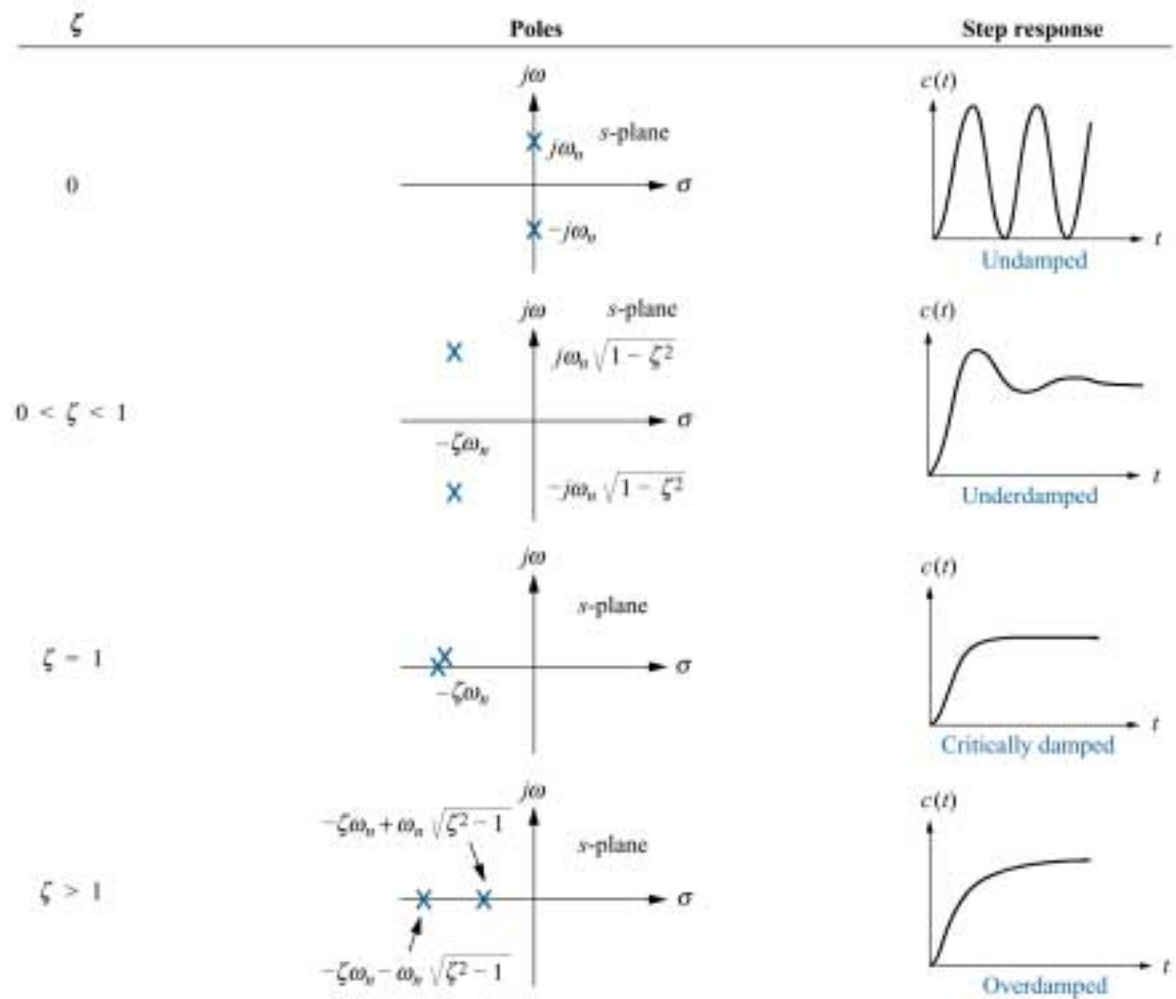 ζ Poles Step response
jω c(t)
s-plane
jωn
0 σ
−jωn t
Undamped
jω s-plane c(t)
jωn √1 − ζ2
0 < ζ < 1 σ
−ζωn
−jωn √1 − ζ2 t
Underdamped
jω c(t)
s-plane
ζ = 1 σ
−ζωn
t
Critically damped
jω c(t)
−ζωn + ωn √ζ2 − 1
s-plane
ζ > 1 σ
−ζωn − ωn √ζ2 − 1 t
Overdamped